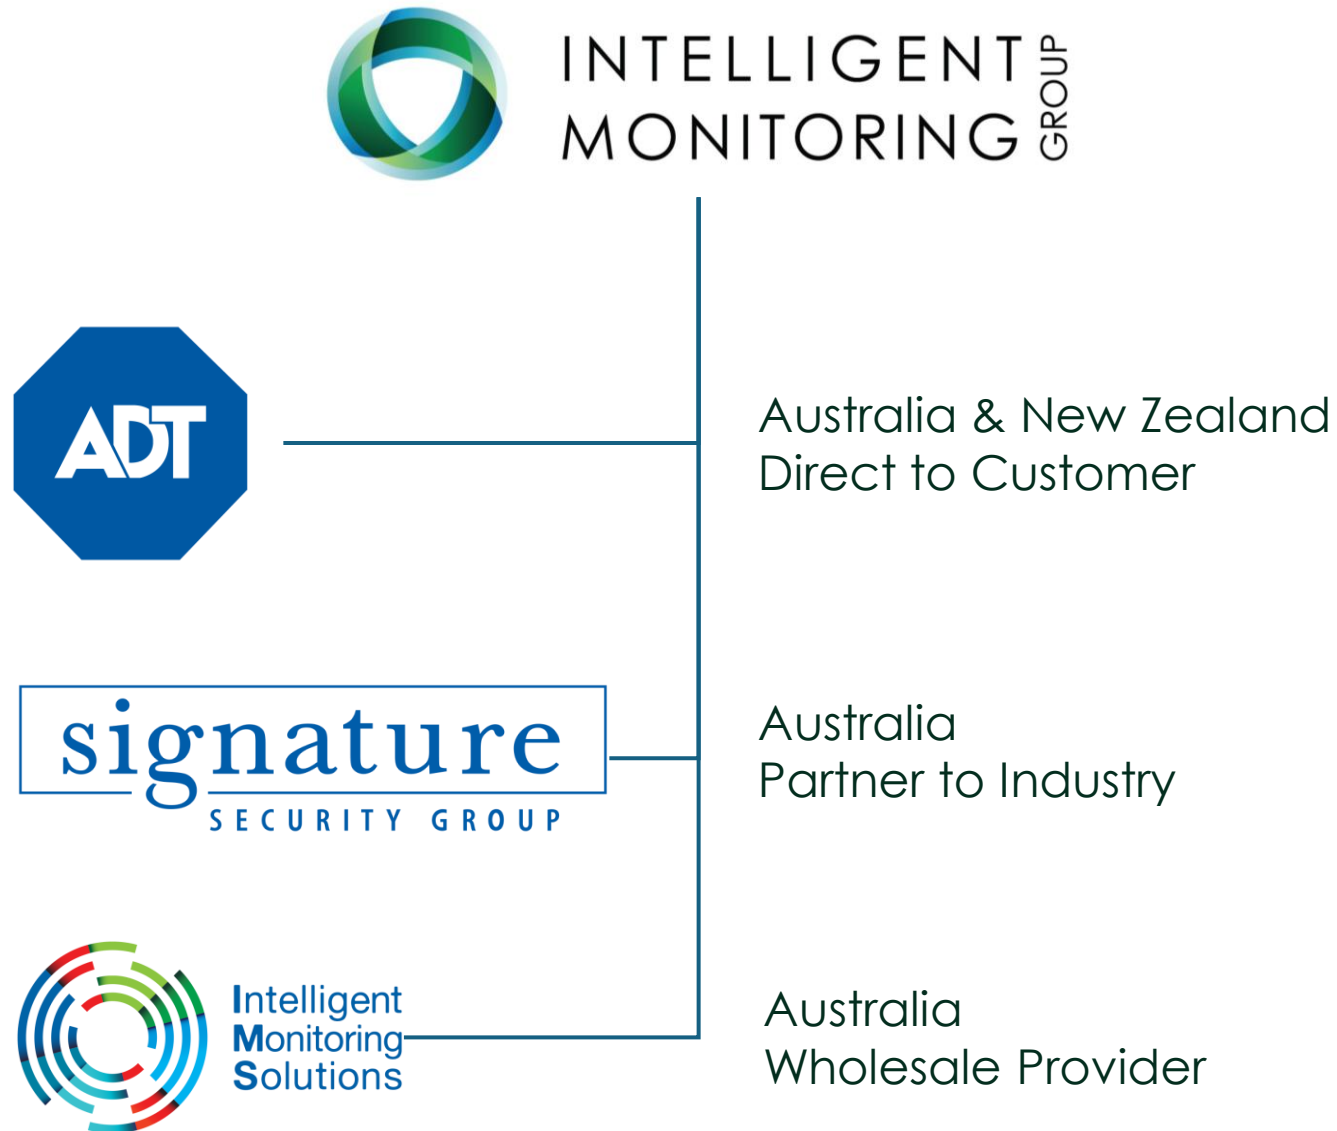 INTELLIGENT
MONITORING
GROUP
ADT
Australia & New Zealand
Direct to Customer
signature
SECURITY GROUP
Australia
Partner to Industry
Intelligent
Monitoring
Solutions
Australia
Wholesale Provider